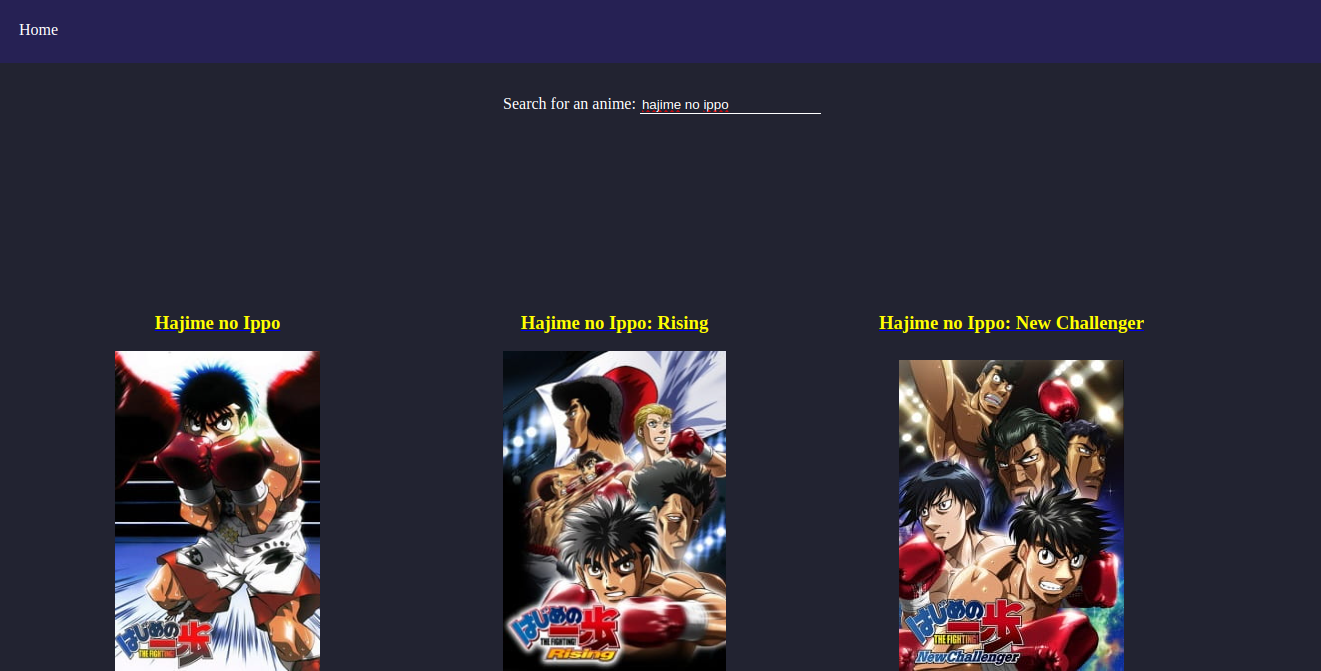 Home
Search for an anime: hajime no ippo
Hajime no Ippo
Hajime no Ippo: Rising
Hajime no Ippo: New Challenger
はじめの一歩
THE FIGHTING!
はじめの一歩
THE FIGHTING!
Rising
はじめの一歩
THE FIGHTING!
New Challenger